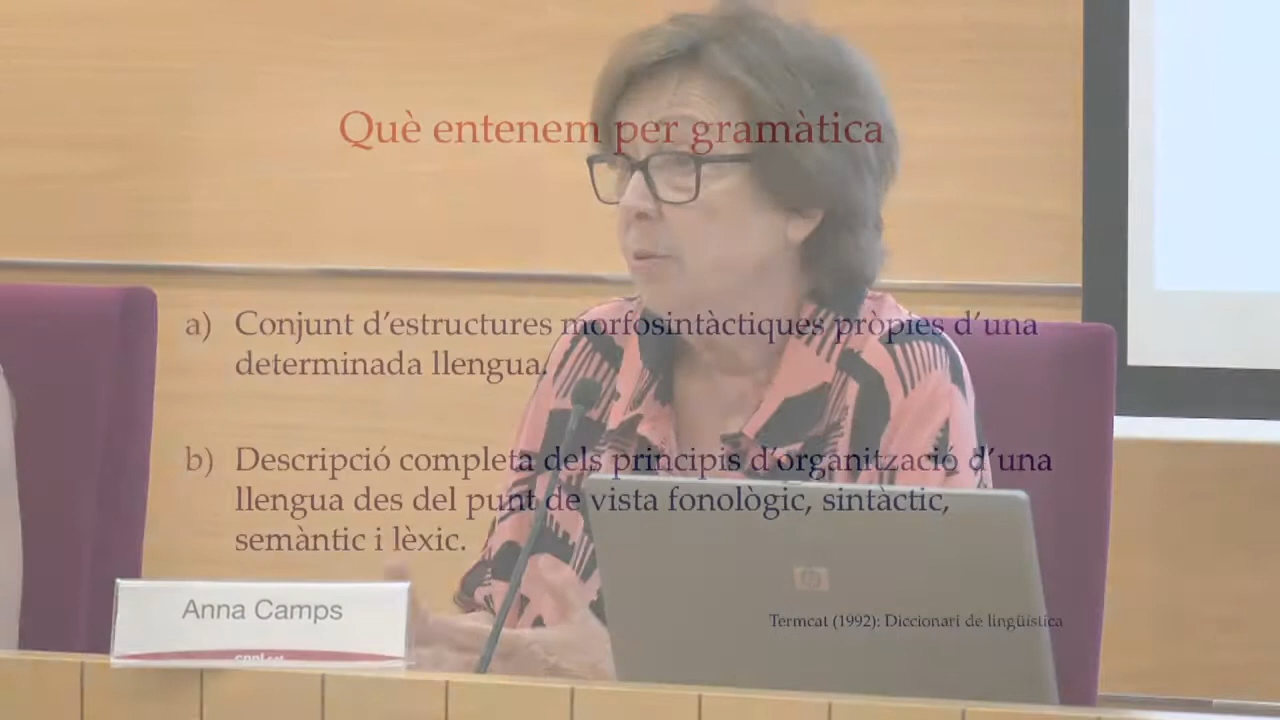 Què entenem per gramàtica
a) Conjunt d'estructures morfosintàctiques pròpies d'una
determinada llengua.
b) Descripció completa dels principis d'organització d'una
llengua des del punt de vista fonològic, sintàctic,
semàntic i lèxic.
Anna Camps
hp
Termcat (1992): Diccionari de lingüística